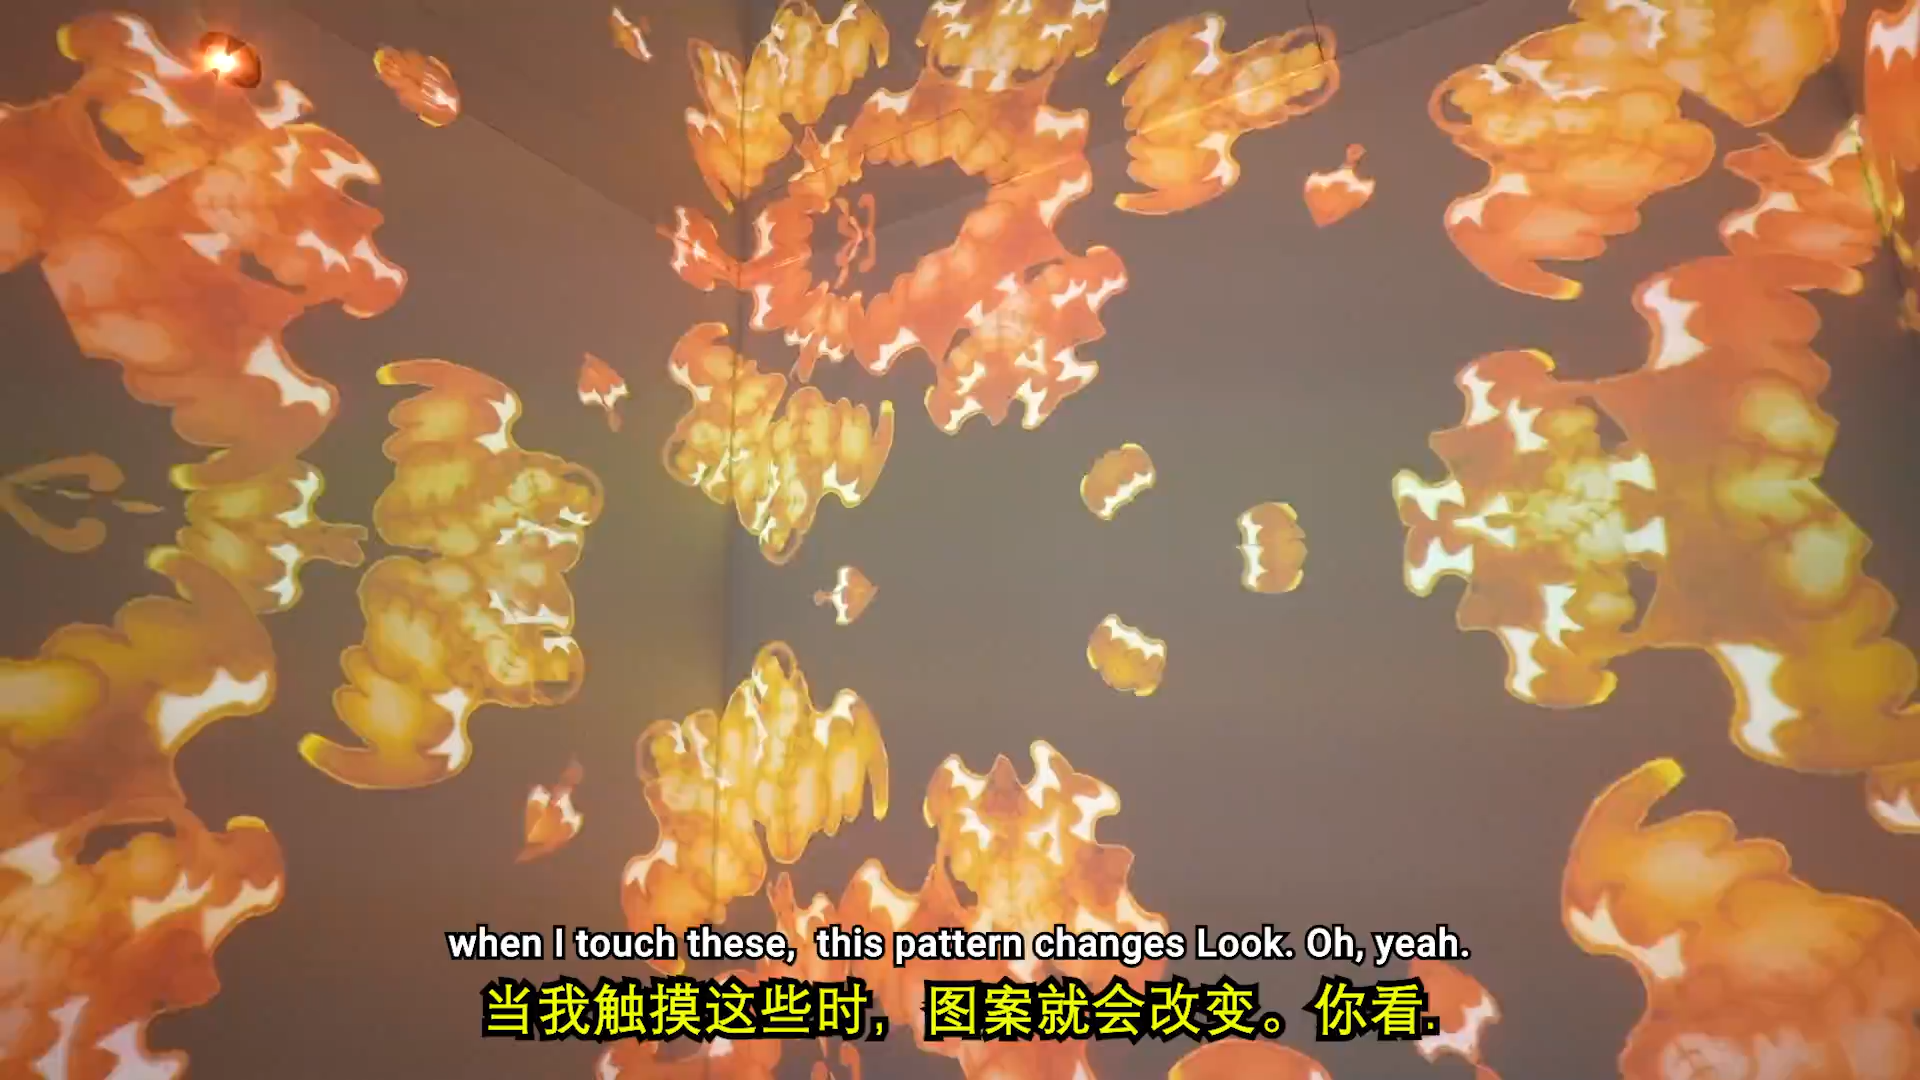 when I touch these,  this pattern changes Look. Oh, yeah.
当我触摸这些时，图案就会改变。你看.